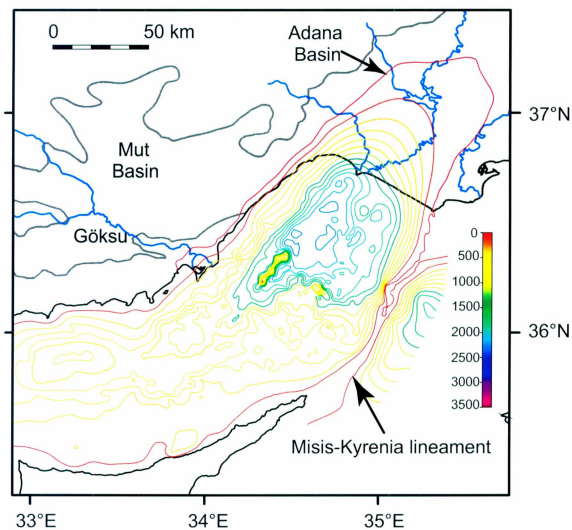 0 50 km
Adana
Basin
37°N
Mut
Basin
Göksu
0
500
1000
1500
2000
2500
3000
3500
36°N
Misis-Kyrenia lineament
33°E 34°E 35°E